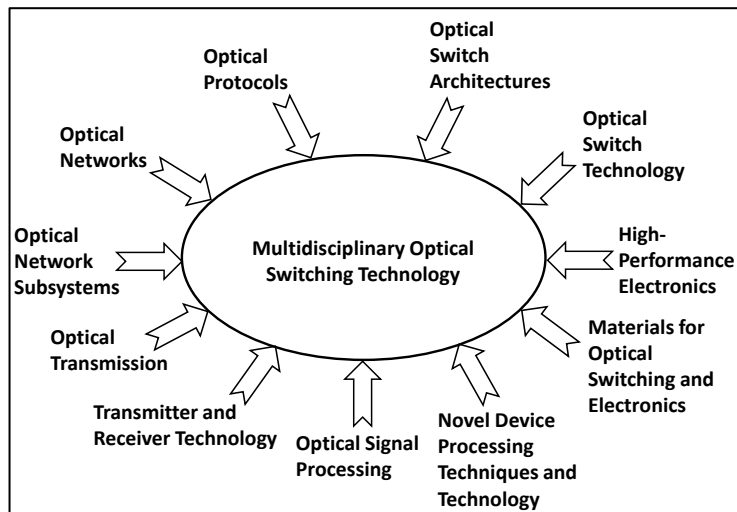 Optical
Protocols
Optical
Switch
Architectures
Optical
Networks
Optical
Switch
Technology
Optical
Network
Subsystems
Multidisciplinary Optical
Switching Technology
High-
Performance
Electronics
Optical
Transmission
Materials for
Optical
Switching and
Electronics
Transmitter and
Receiver Technology
Optical Signal
Processing
Novel Device
Processing
Techniques and
Technology